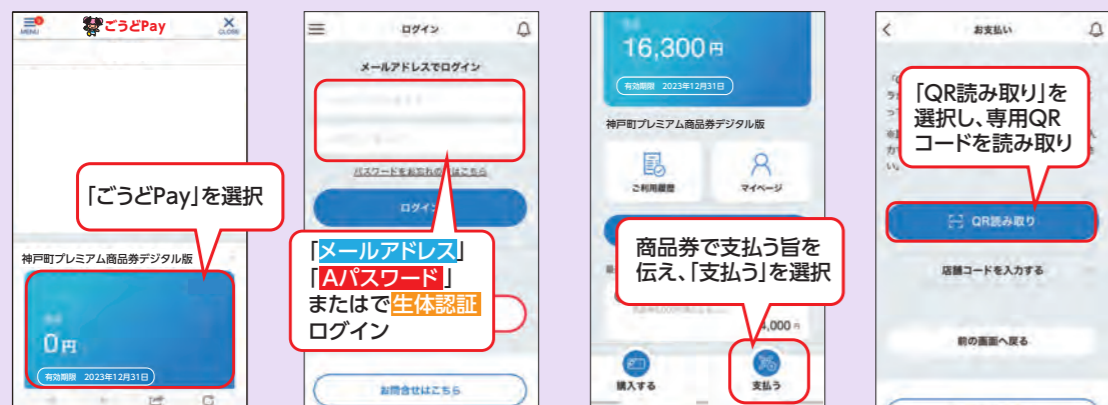 MENU
ごうどPay
CLOSE
「ごうどPay」を選択
神戸町プレミアム商品券デジタル版
0円
有効期限 2023年12月31日
ログイン
メールアドレスでログイン
パスワードをお忘れの
はこちら
ログイ
「メールアドレス」
「Aパスワード」
またはで生体認証
ログイン
お問合せはこちら
16,300円
有効期限 2023年12月31日
神戸町プレミアム商品券デジタル版
ご利用履歴
マイページ
商品券で支払う旨を
伝え、「支払う」を選択
,000円
購入する
支払う
お支払い
「QR読み取り」を
選択し、専用QR
コードを読み取り
QR読み取り
店舗コードを入力する
前の画面へ戻る